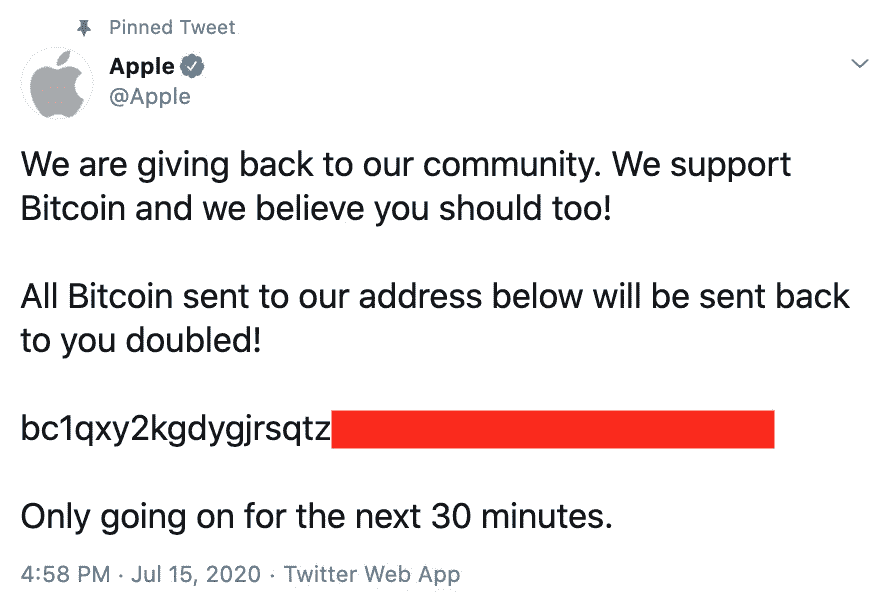 Pinned Tweet
Apple
@Apple
We are giving back to our community. We support
Bitcoin and we believe you should too!
All Bitcoin sent to our address below will be sent back
to you doubled!
bc1qxy2kgdygjrsqtz
Only going on for the next 30 minutes.
4:58 PM · Jul 15, 2020 · Twitter Web App